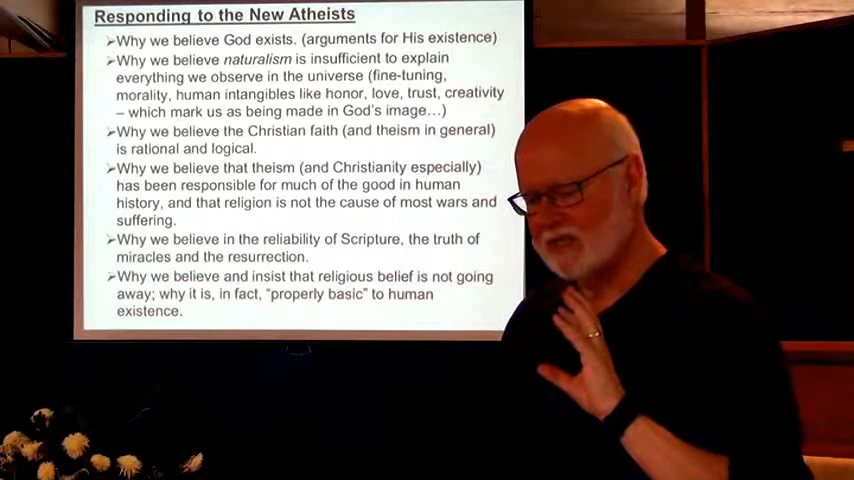 Responding to the New Atheists
➢Why we believe God exists. (arguments for His existence)
➢Why we believe naturalism is insufficient to explain
everything we observe in the universe (fine-tuning,
morality, human intangibles like honor, love, trust, creativity
– which mark us as being made in God's image…)
➢Why we believe the Christian faith (and theism in general)
is rational and logical.
➢Why we believe that theism (and Christianity especially)
has been responsible for much of the good in human
history, and that religion is not the cause of most wars and
suffering.
➢Why we believe in the reliability of Scripture, the truth of
miracles and the resurrection.
➢Why we believe and insist that religious belief is not going
away; why it is, in fact, “properly basic” to human
existence.